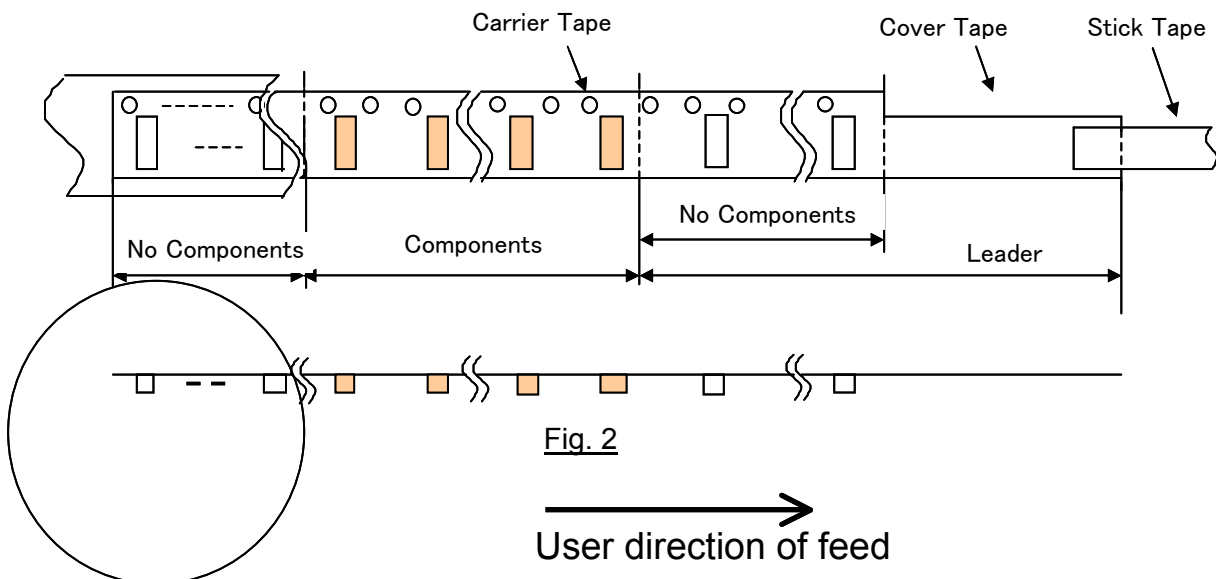 Carrier Tape
Cover Tape
Stick Tape
No Components
Components
No Components
Leader
Fig. 2
User direction of feed